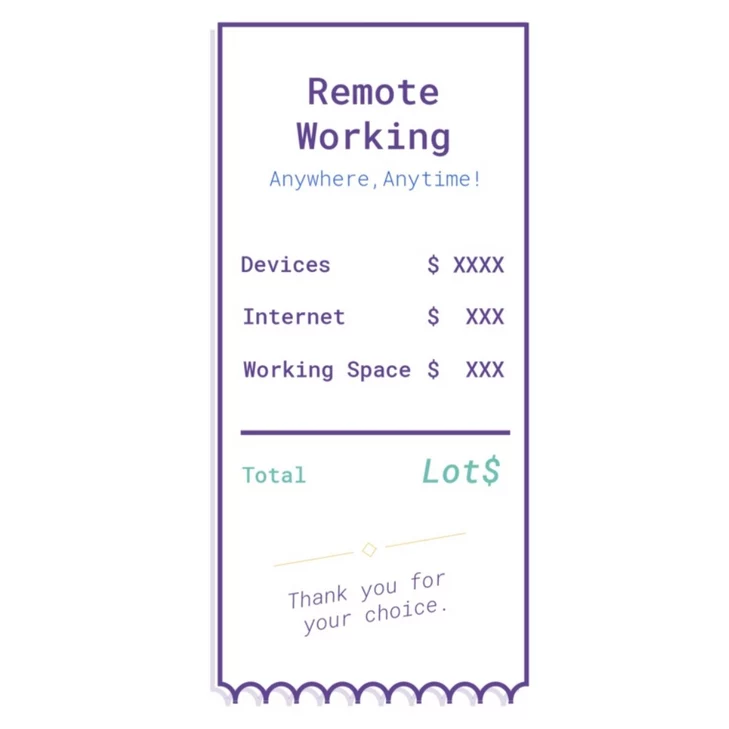 Remote
Working
Anywhere,Anytime!
Devices $ XXXX
Internet $ XXX
Working Space $ XXX
Total Lot$
Thank you for
your choice.